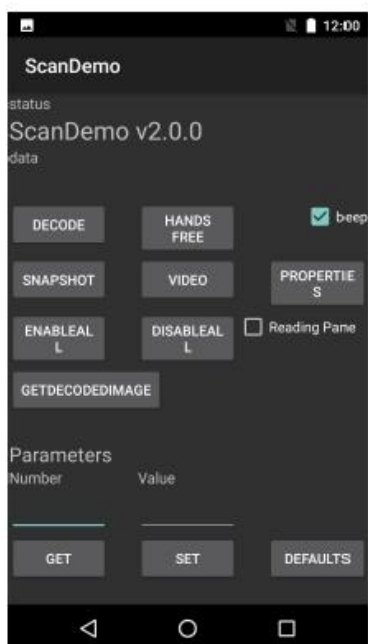 12:00
ScanDemo
status
ScanDemo v2.0.0
data
DECODE
HANDS
FREE
beep
SNAPSHOT
VIDEO
PROPERTIE
S
ENABLEAL
L
DISABLEAL
L
Reading Pane
GETDECODEDIMAGE
Parameters
Number Value
GET SET DEFAULTS